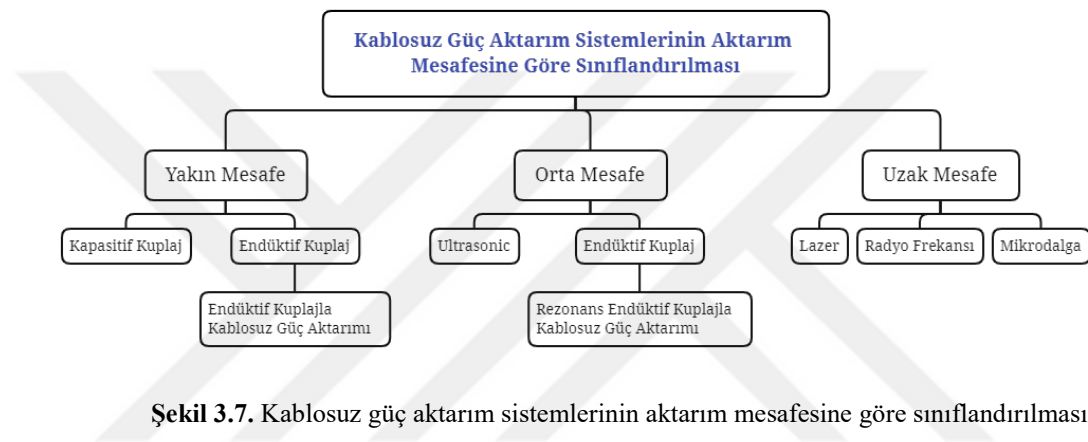 Kablosuz Güç Aktarım Sistemlerinin Aktarım
Mesafesine Göre Sınıflandırılması
Yakın Mesafe
Orta Mesafe
Uzak Mesafe
Kapasitif Kuplaj
Endüktif Kuplaj
Ultrasonic
Endüktif Kuplaj
Lazer
Radyo Frekansı
Mikrodalga
Endüktif Kuplajla
Kablosuz Güç Aktarımı
Rezonans Endüktif Kuplajla
Kablosuz Güç Aktarımı
Şekil 3.7. Kablosuz güç aktarım sistemlerinin aktarım mesafesine göre sınıflandırılması